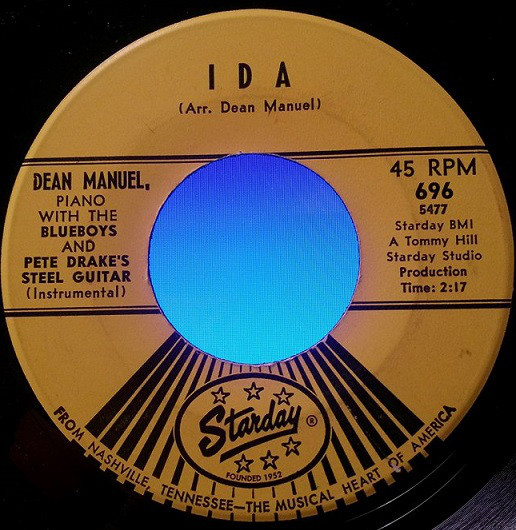 IDA
(Arr. Dean Manuel)
DEAN MANUEL,
PIANO
WITH THE
BLUEBOYS
AND
PETE DRAKE'S
STEEL GUITAR
(Instrumental)
45 RPM
696
5477
Starday BMI
A Tommy Hill
Starday Studio
Production
Time: 2:17
Starday ®
FOUNDED 1952
FROM NASHVILLE, TENNESSEE—THE MUSICAL HEART OF AMERICA